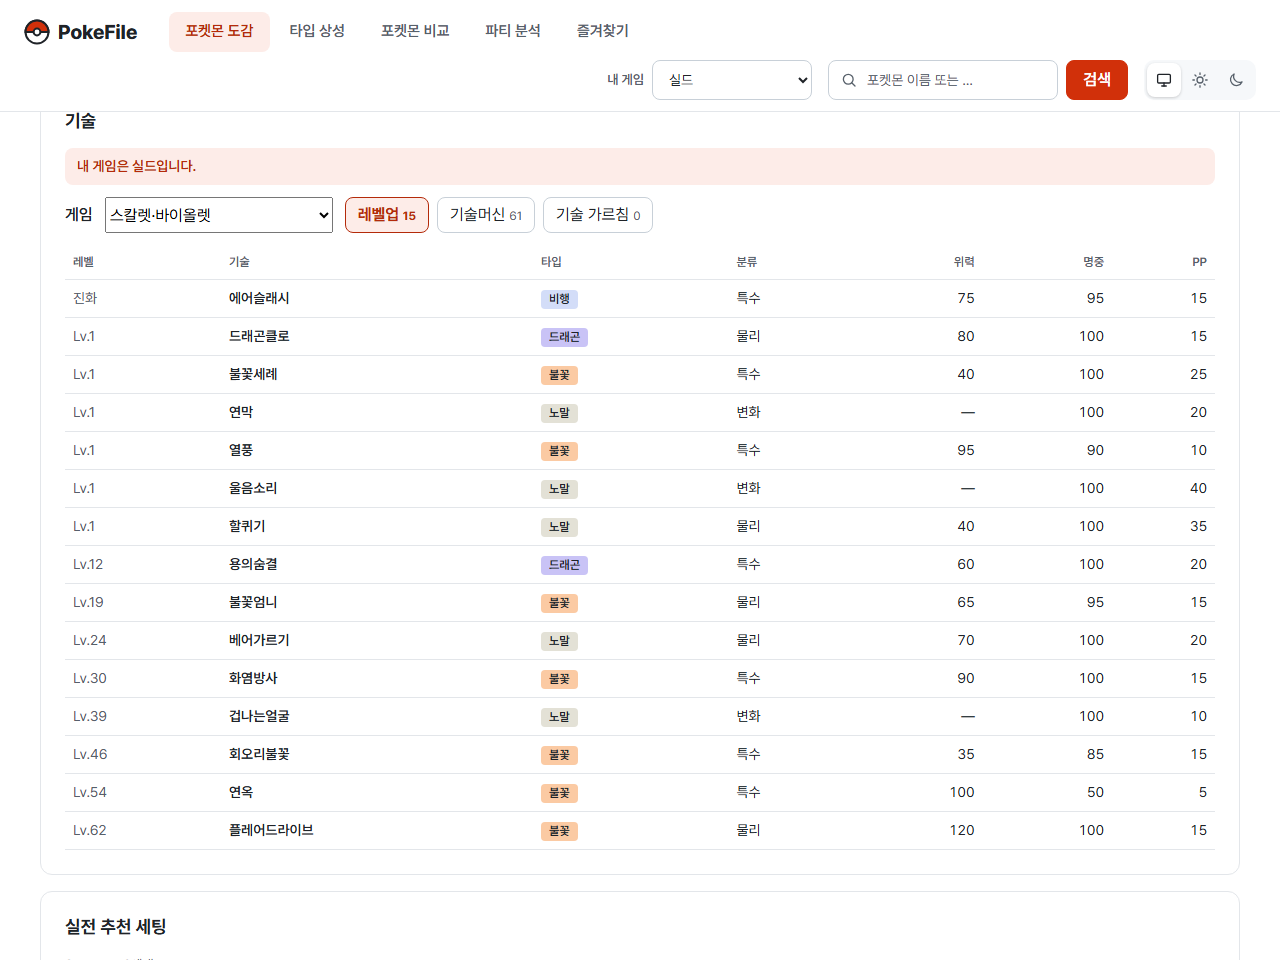 PokeFile
포켓몬 도감 타입 상성 포켓몬 비교 파티 분석 즐겨찾기
내 게임 실드 포켓몬 이름 또는 ... 검색
기술
내 게임은 실드입니다.
게임 스칼렛·바이올렛 레벨업 15 기술머신 61 기술 가르침 0
레벨 기술 타입 분류 위력 명중 PP
진화 에어슬래시 비행 특수 75 95 15
Lv.1 드래곤클로 드래곤 물리 80 100 15
Lv.1 불꽃세례 불꽃 특수 40 100 25
Lv.1 연막 노말 변화 — 100 20
Lv.1 열풍 불꽃 특수 95 90 10
Lv.1 울음소리 노말 변화 — 100 40
Lv.1 할퀴기 노말 물리 40 100 35
Lv.12 용의숨결 드래곤 특수 60 100 20
Lv.19 불꽃엄니 불꽃 물리 65 95 15
Lv.24 베어가르기 노말 물리 70 100 20
Lv.30 화염방사 불꽃 특수 90 100 15
Lv.39 겁나는얼굴 노말 변화 — 100 10
Lv.46 회오리불꽃 불꽃 특수 35 85 15
Lv.54 연옥 불꽃 특수 100 50 5
Lv.62 플레어드라이브 불꽃 물리 120 100 15
실전 추천 세팅